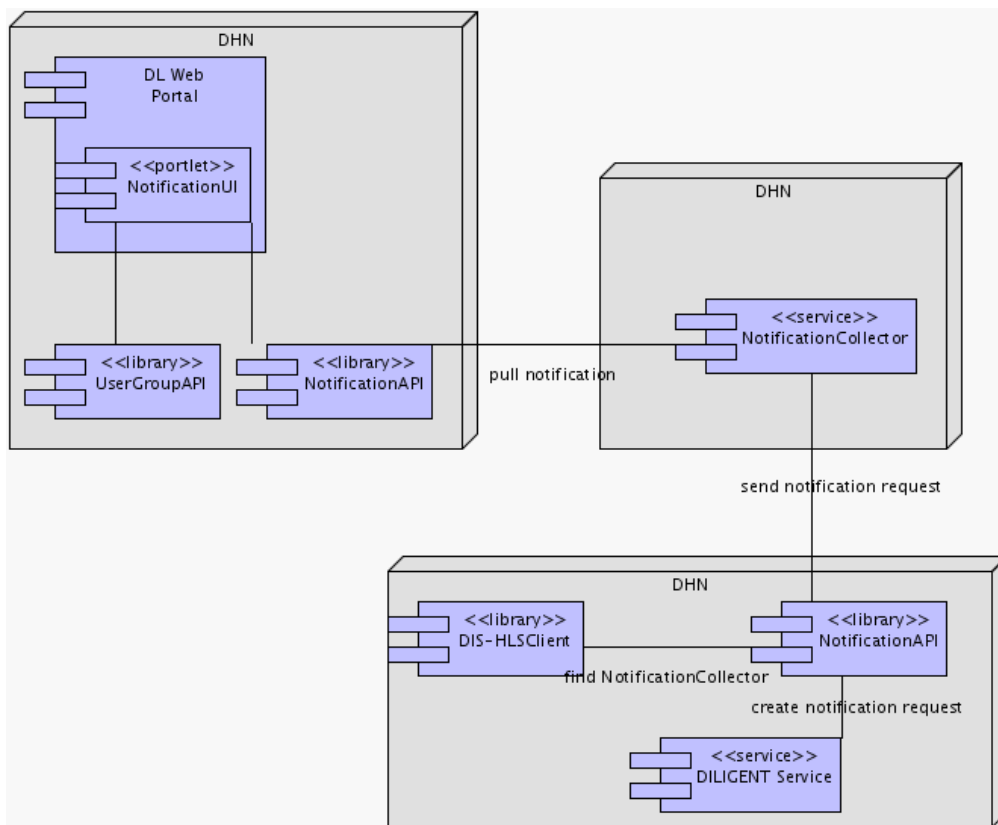 DHN
DL Web
Portal
<<portlet>>
NotificationUI
<<library>>
UserGroupAPI
<<library>>
NotificationAPI
pull notification
DHN
<<service>>
NotificationCollector
send notification request
DHN
<<library>>
DIS-HLSClient
<<library>>
NotificationAPI
find NotificationCollector
create notification request
<<service>>
DILIGENT Service